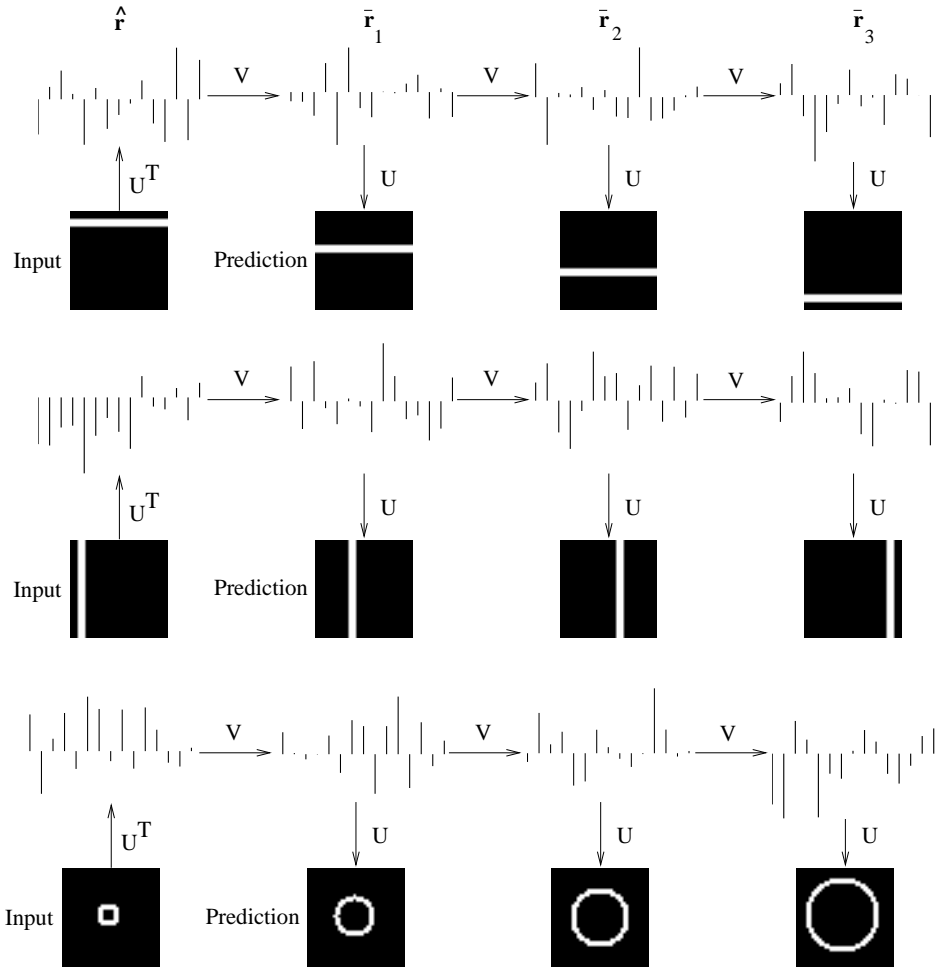 r̂ r̄1 r̄2 r̄3
V V V
U^T U U U
Input Prediction
V V V
U^T U U U
Input Prediction
V V V
U^T U U U
Input Prediction